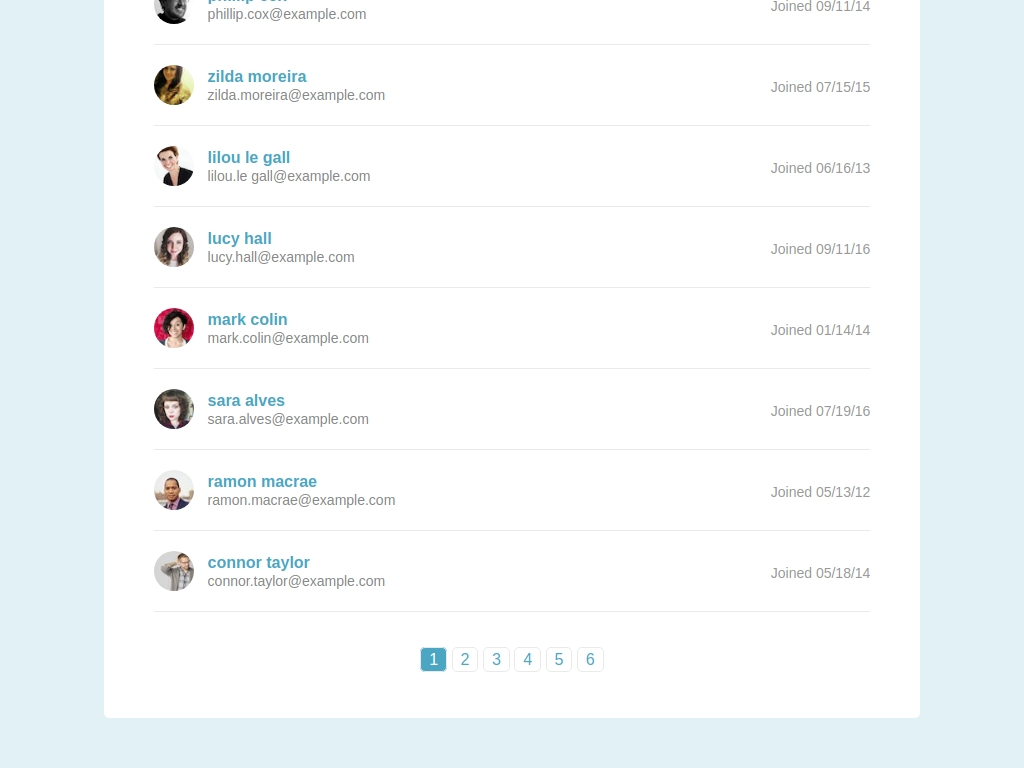 phillip cox
phillip.cox@example.com
Joined 09/11/14
zilda moreira
zilda.moreira@example.com
Joined 07/15/15
lilou le gall
lilou.le gall@example.com
Joined 06/16/13
lucy hall
lucy.hall@example.com
Joined 09/11/16
mark colin
mark.colin@example.com
Joined 01/14/14
sara alves
sara.alves@example.com
Joined 07/19/16
ramon macrae
ramon.macrae@example.com
Joined 05/13/12
connor taylor
connor.taylor@example.com
Joined 05/18/14
1 2 3 4 5 6